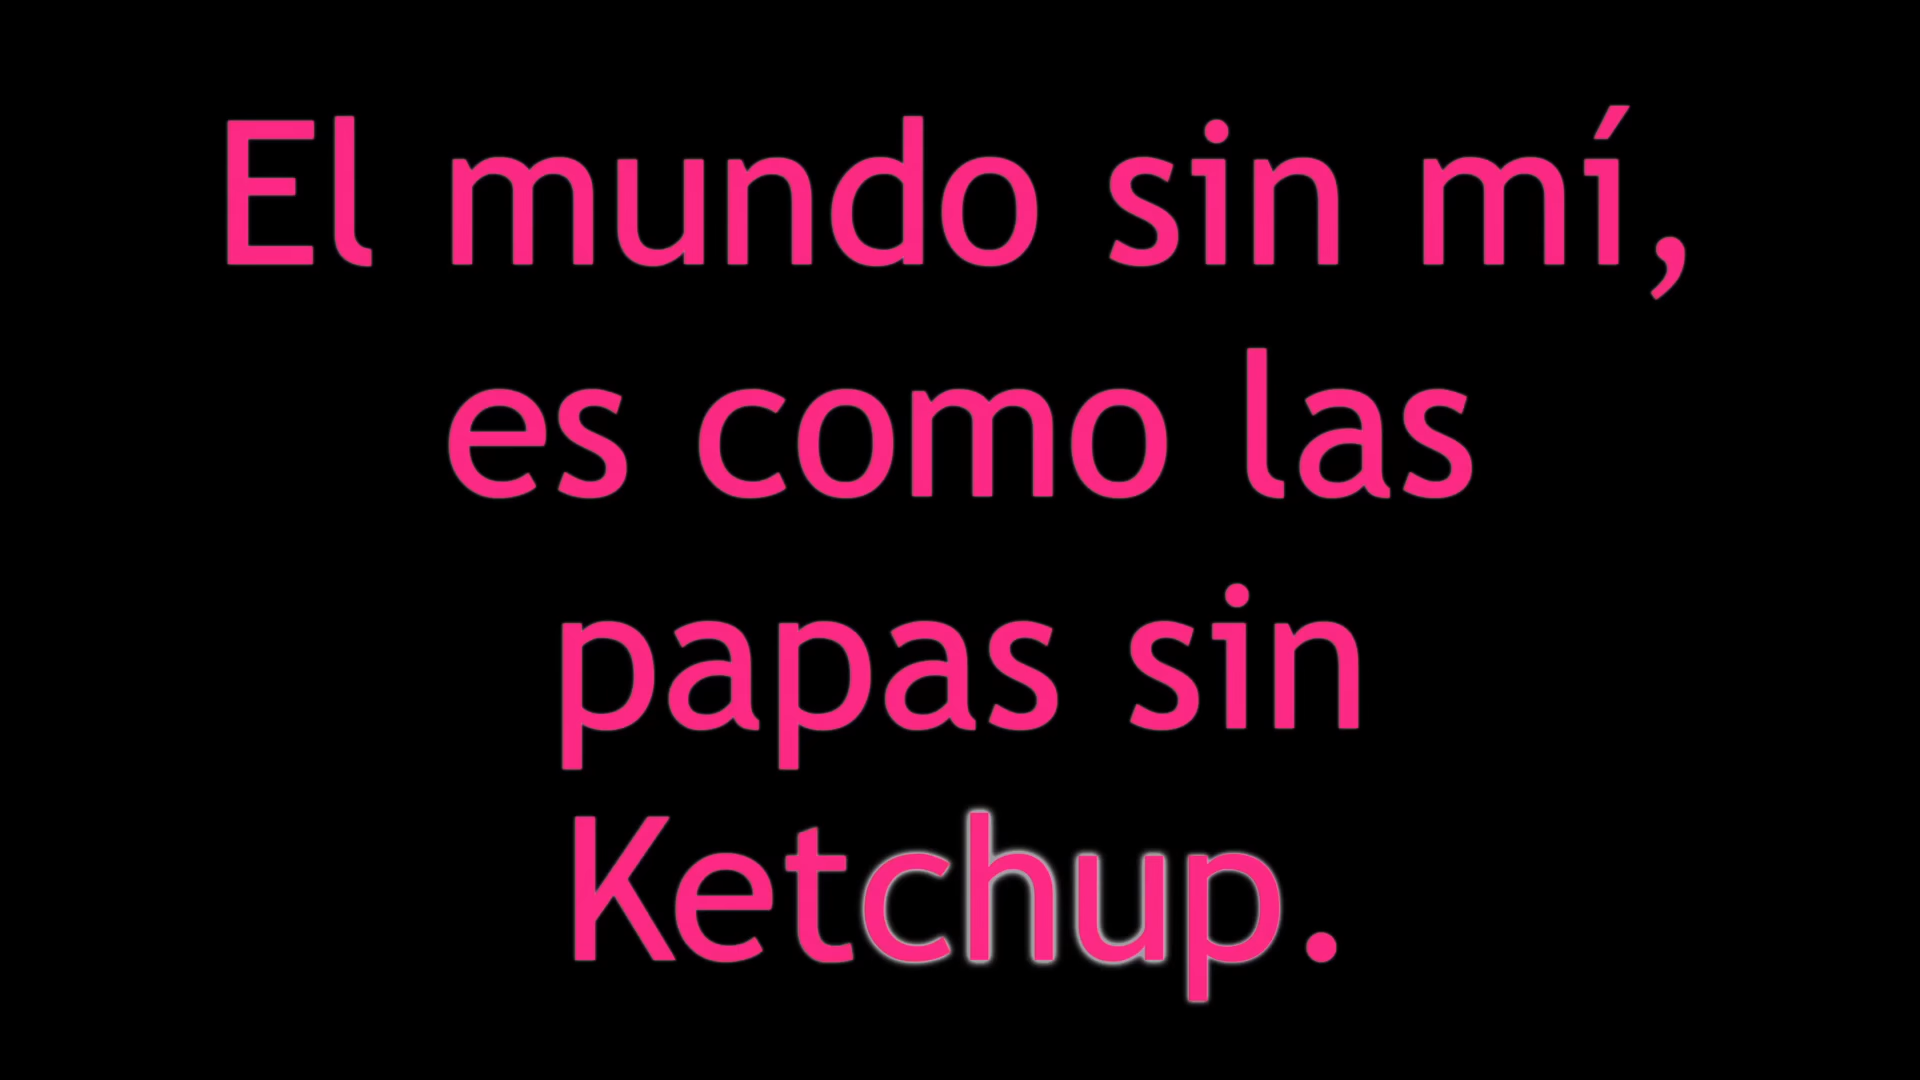 El mundo sin mí,
es como las
papas sin
Ketchup.